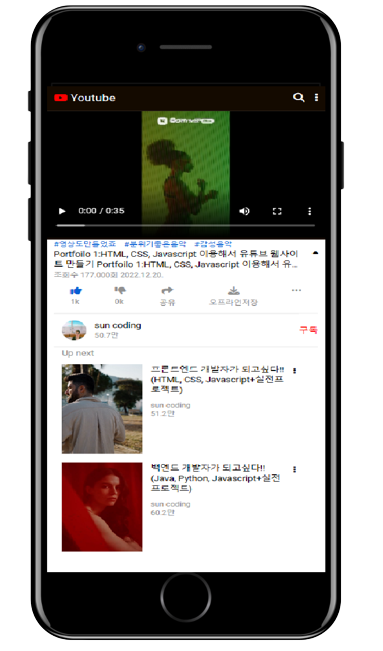 Youtube
0:00 / 0:35
#영상도만들었죠 #분위기좋은음악 #감성음악
Portfoilo 1:HTML, CSS, Javascript 이용해서 유튜브 웹사이
트 만들기 Portfoilo 1:HTML, CSS, Javascript 이용해서 유...
조회수 177.000회 2022.12.20.
1k 0k 공유 오프라인저장
sun coding
50.7만
구독
Up next
프론트엔드 개발자가 되고싶다!!
(HTML, CSS, Javascript+실전프
로젝트)
sun-coding
51.2만
백엔드 개발자가 되고싶다!!
(Java, Python, Javascript+실전
프로젝트)
sun-coding
60.2만